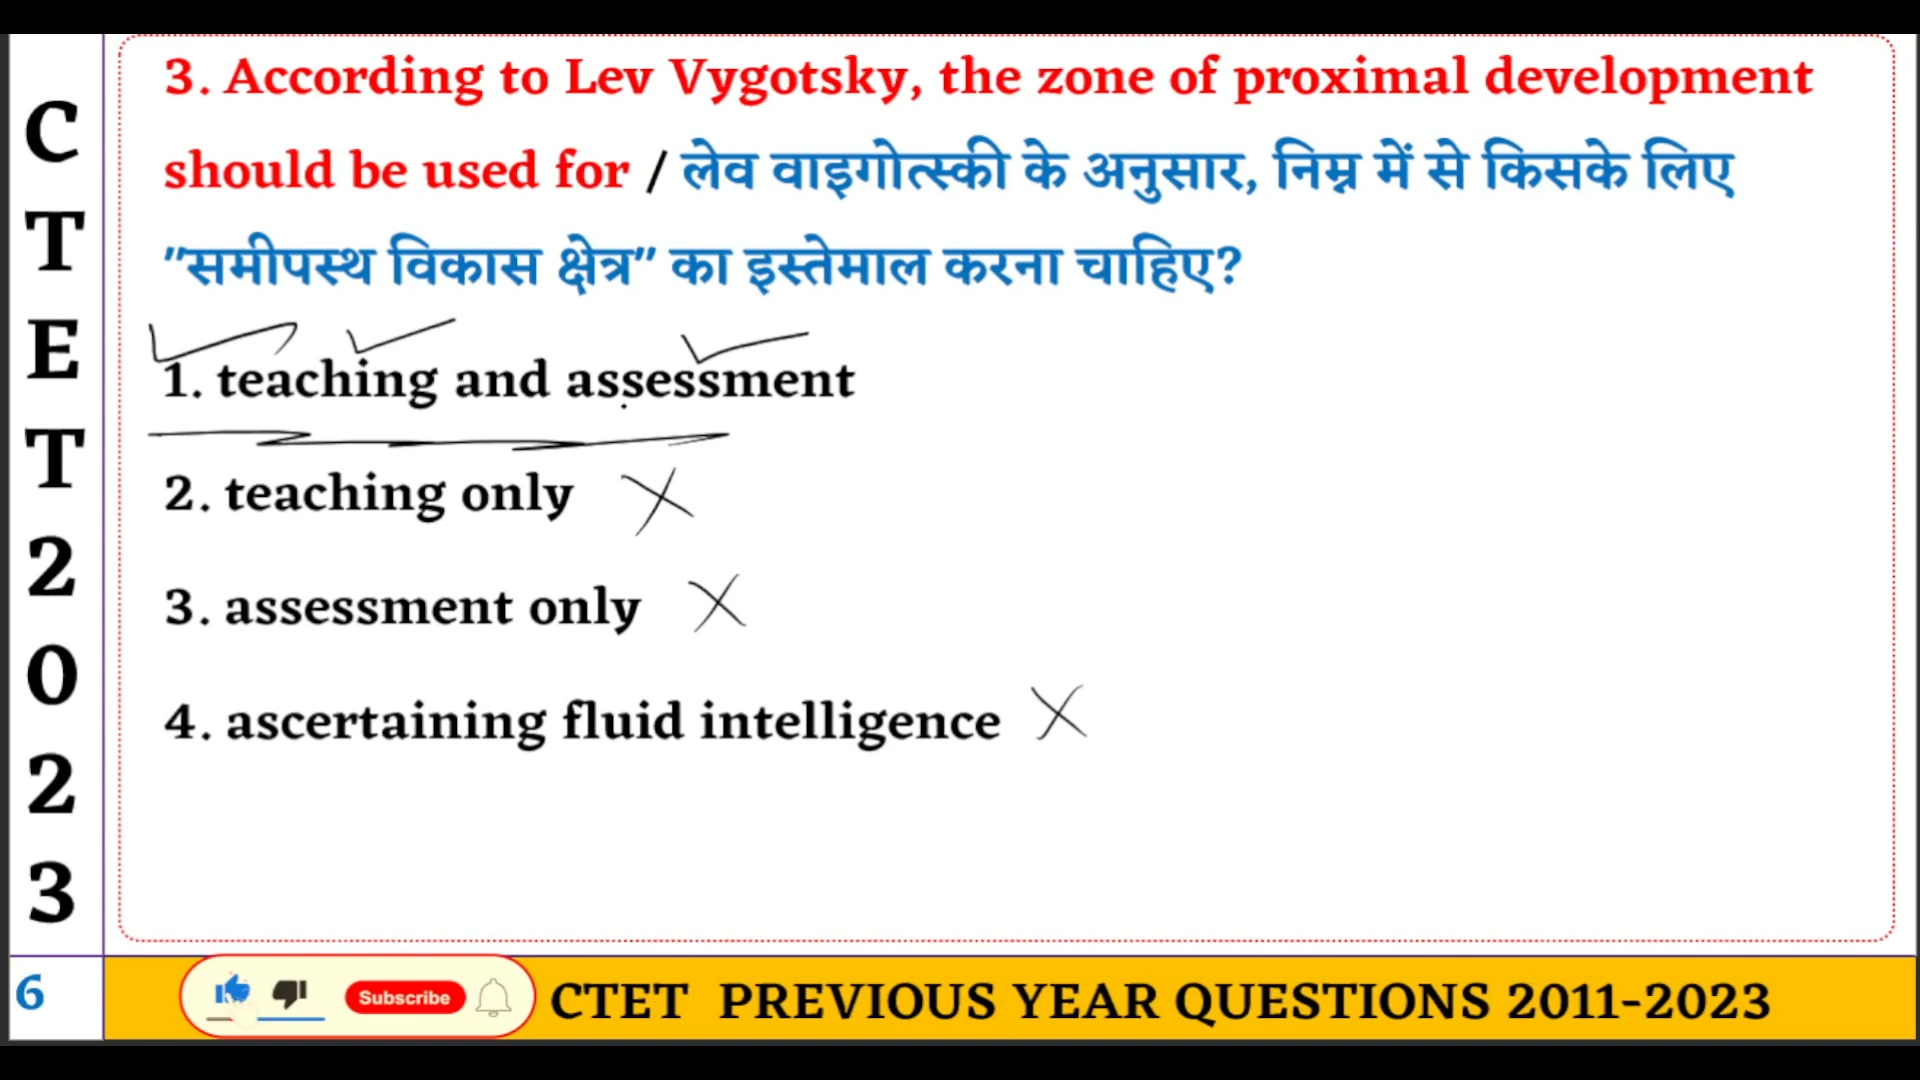 C
T
E
T
2
0
2
3
3. According to Lev Vygotsky, the zone of proximal development
should be used for / लेव वाइगोत्स्की के अनुसार, निम्न में से किसके लिए
"समीपस्थ विकास क्षेत्र" का इस्तेमाल करना चाहिए?
1. teaching and assessment
2. teaching only
3. assessment only
4. ascertaining fluid intelligence
6
Subscribe
CTET PREVIOUS YEAR QUESTIONS 2011-2023